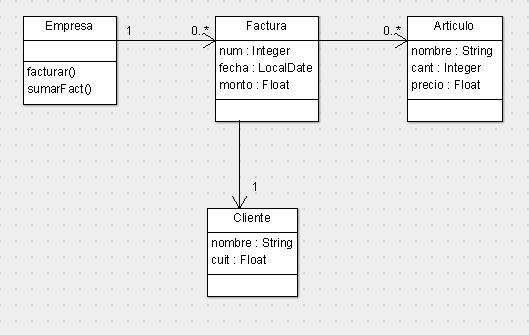 Empresa
facturar()
sumarFact()
1
0..*
Factura
num : Integer
fecha : LocalDate
monto : Float
0..*
Articulo
nombre : String
cant : Integer
precio : Float
1
Cliente
nombre : String
cuit : Float